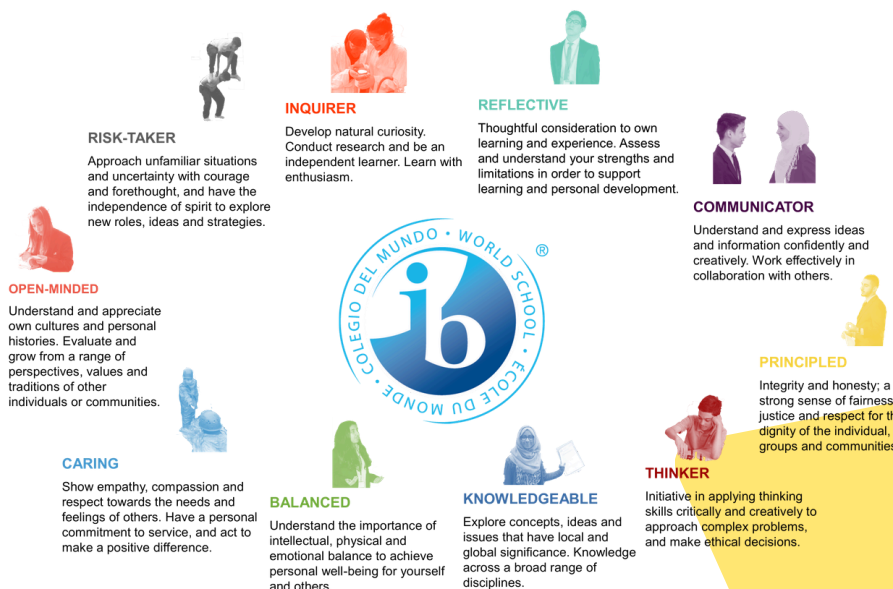 RISK-TAKER
Approach unfamiliar situations
and uncertainty with courage
and forethought, and have the
independence of spirit to explore
new roles, ideas and strategies.
INQUIRER
Develop natural curiosity.
Conduct research and be an
independent learner. Learn with
enthusiasm.
REFLECTIVE
Thoughtful consideration to own
learning and experience. Assess
and understand your strengths and
limitations in order to support
learning and personal development.
COMMUNICATOR
Understand and express ideas
and information confidently and
creatively. Work effectively in
collaboration with others.
OPEN-MINDED
Understand and appreciate
own cultures and personal
histories. Evaluate and
grow from a range of
perspectives, values and
traditions of other
individuals or communities.
COLEGIO DEL MUNDO • WORLD SCHOOL • ÉCOLE DU MONDE •
®
ib
PRINCIPLED
Integrity and honesty; a
strong sense of fairness
justice and respect for
dignity of the individual,
groups and communities
CARING
Show empathy, compassion and
respect towards the needs and
feelings of others. Have a personal
commitment to service, and act to
make a positive difference.
BALANCED
Understand the importance of
intellectual, physical and
emotional balance to achieve
personal well-being for yourself
and others
KNOWLEDGEABLE
Explore concepts, ideas and
issues that have local and
global significance. Knowledge
across a broad range of
disciplines.
THINKER
Initiative in applying thinking
skills critically and creatively to
approach complex problems,
and make ethical decisions.